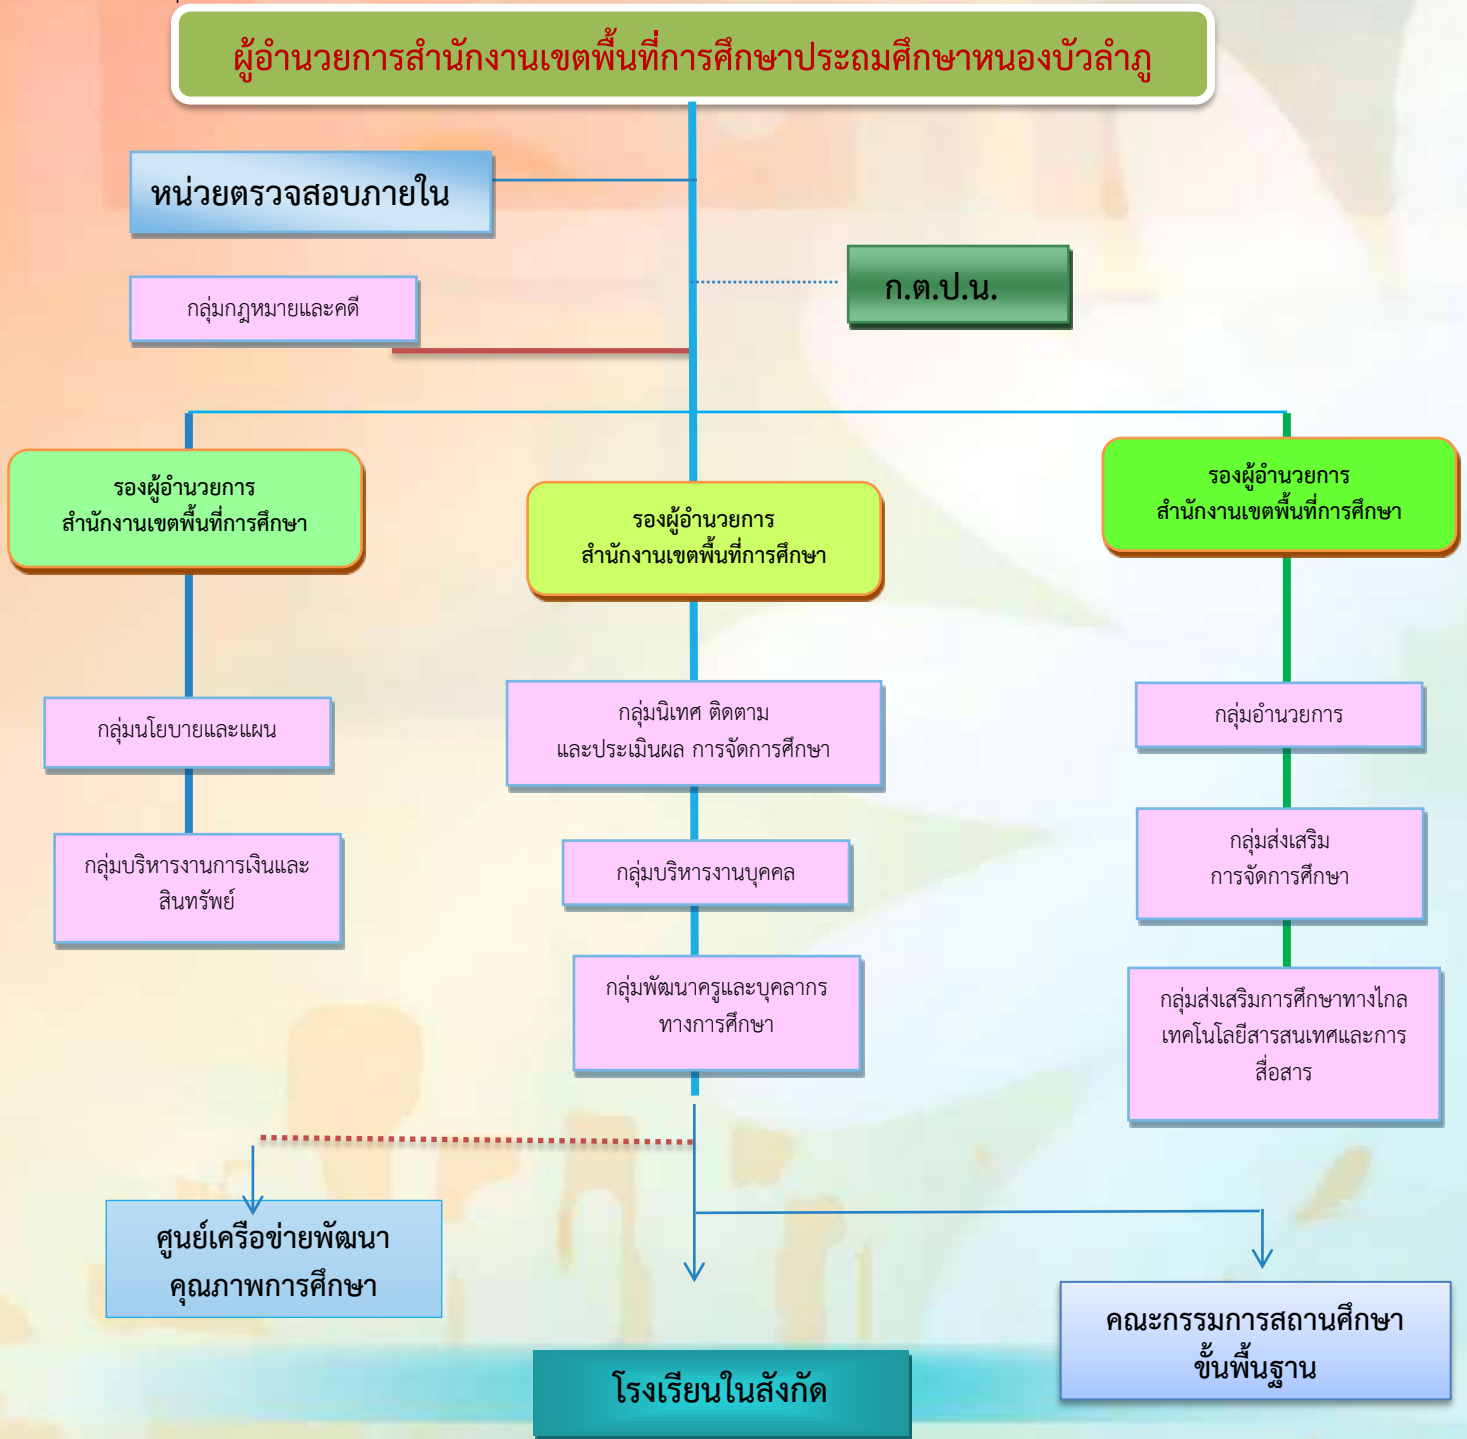 ผู้อำนวยการสำนักงานเขตพื้นที่การศึกษาประถมศึกษาหนองบัวลำภู
หน่วยตรวจสอบภายใน
ก.ต.ป.น.
กลุ่มกฎหมายและคดี
รองผู้อำนวยการ
สำนักงานเขตพื้นที่การศึกษา
รองผู้อำนวยการ
สำนักงานเขตพื้นที่การศึกษา
รองผู้อำนวยการ
สำนักงานเขตพื้นที่การศึกษา
กลุ่มนโยบายและแผน
กลุ่มบริหารงานการเงินและ
สินทรัพย์
กลุ่มนิเทศ ติดตาม
และประเมินผล การจัดการศึกษา
กลุ่มบริหารงานบุคคล
กลุ่มพัฒนาครูและบุคลากร
ทางการศึกษา
กลุ่มอำนวยการ
กลุ่มส่งเสริม
การจัดการศึกษา
กลุ่มส่งเสริมการศึกษาทางไกล
เทคโนโลยีสารสนเทศและการ
สื่อสาร
ศูนย์เครือข่ายพัฒนา
คุณภาพการศึกษา
โรงเรียนในสังกัด
คณะกรรมการสถานศึกษา
ขั้นพื้นฐาน